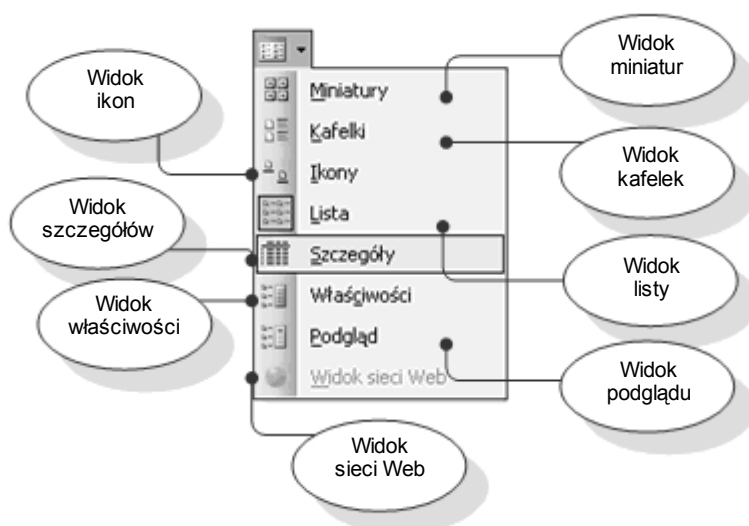 Widok
miniatur
Widok
ikon
Miniatury
Kafelki
Widok
kafelek
Ikony
Widok
szczegółów
Lista
Szczegóły
Widok
listy
Widok
właściwości
Właściwości
Podgląd
Widok
podglądu
Widok sieci Web
Widok
sieci Web